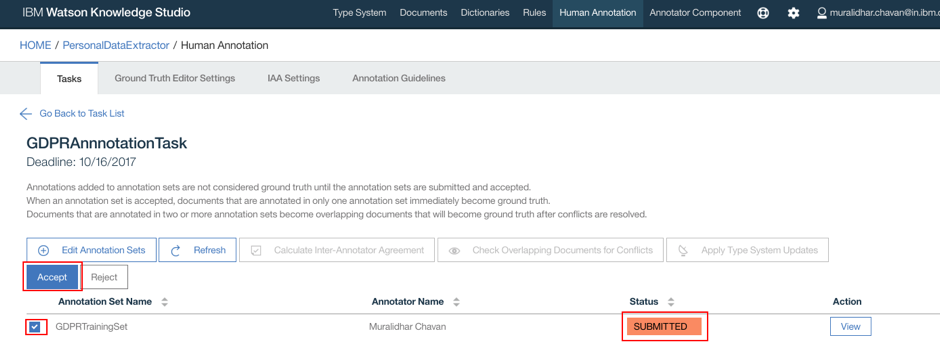 IBM Watson Knowledge Studio Type System Documents Dictionaries Rules Human Annotation Annotator Component muralidhar.chavan@in.ibm.c
HOME / PersonalDataExtractor / Human Annotation
Tasks Ground Truth Editor Settings IAA Settings Annotation Guidelines
Go Back to Task List
GDPRAnnnotationTask
Deadline: 10/16/2017
Annotations added to annotation sets are not considered ground truth until the annotation sets are submitted and accepted.
When an annotation set is accepted, documents that are annotated in only one annotation set immediately become ground truth.
Documents that are annotated in two or more annotation sets become overlapping documents that will become ground truth after conflicts are resolved.
Edit Annotation Sets Refresh Calculate Inter-Annotator Agreement Check Overlapping Documents for Conflicts Apply Type System Updates
Accept Reject
Annotation Set Name Annotator Name Status Action
GDPRTrainingSet Muralidhar Chavan SUBMITTED View